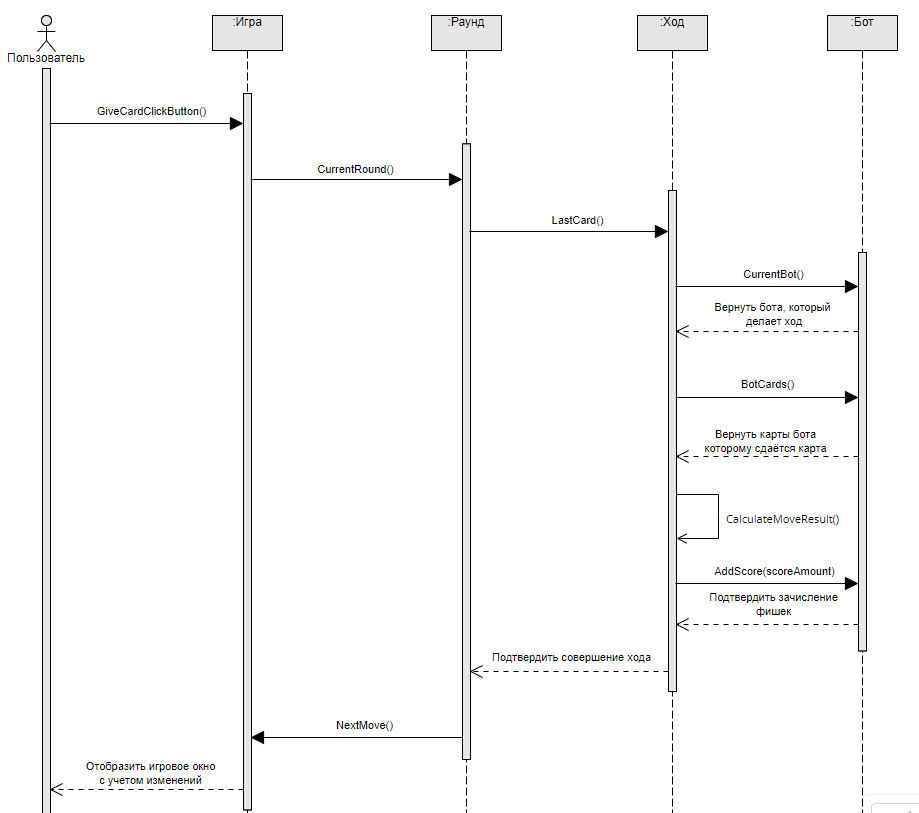 :Игра
:Раунд
:Ход
:Бот
Пользователь
GiveCardClickButton()
CurrentRound()
LastCard()
CurrentBot()
Вернуть бота, который
делает ход
BotCards()
Вернуть карты бота
которому сдаётся карта
CalculateMoveResult()
AddScore(scoreAmount)
Подтвердить зачисление
фишек
Подтвердить совершение хода
NextMove()
Отобразить игровое окно
с учетом изменений